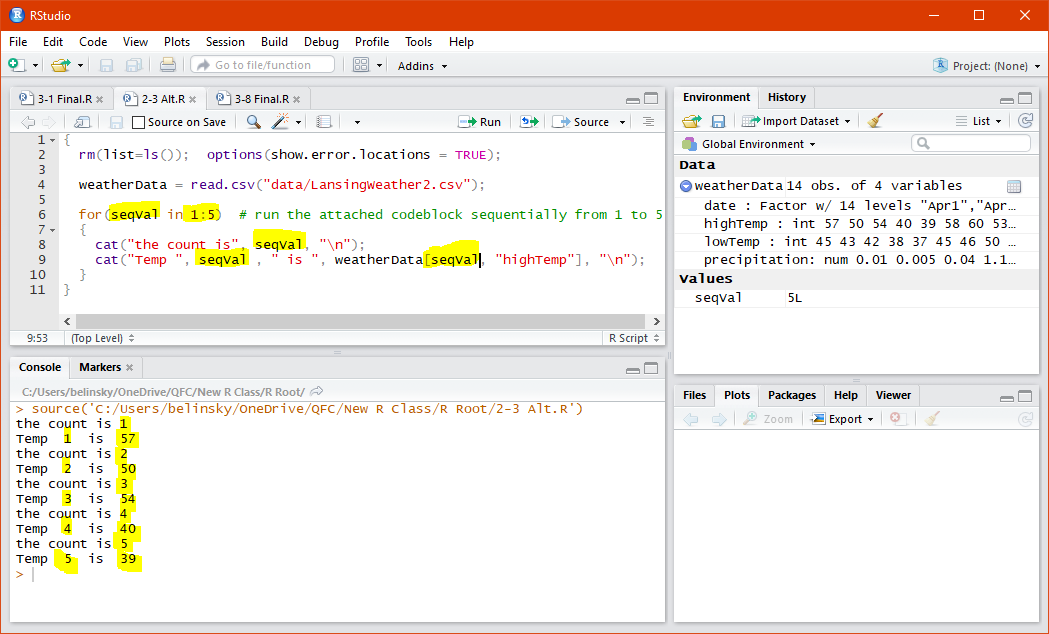 RStudio
File Edit Code View Plots Session Build Debug Profile Tools Help
Go to file/function Addins Project: (None)
3-1 Final.R 2-3 Alt.R 3-8 Final.R
Source on Save Run Source
1 {
2 rm(list=ls()); options(show.error.locations = TRUE);
3
4 weatherData = read.csv("data/LansingWeather2.csv");
5
6 for(seqVal in 1:5) # run the attached codeblock sequentially from 1 to 5
7 {
8 cat("the count is", seqVal, "\n");
9 cat("Temp ", seqVal , " is ", weatherData[seqVal, "highTemp"], "\n");
10 }
11 }
9:53 (Top Level) R Script
Console Markers
C:/Users/belinsky/OneDrive/QFC/New R Class/R Root/
> source('C:/Users/belinsky/OneDrive/QFC/New R Class/R Root/2-3 Alt.R')
the count is 1
Temp 1 is 57
the count is 2
Temp 2 is 50
the count is 3
Temp 3 is 54
the count is 4
Temp 4 is 40
the count is 5
Temp 5 is 39
>
Environment History
Import Dataset List
Global Environment
Data
weatherData 14 obs. of 4 variables
date : Factor w/ 14 levels "Apr1","Apr...
highTemp : int 57 50 54 40 39 58 60 53...
lowTemp : int 45 43 42 38 37 45 46 50 ...
precipitation: num 0.01 0.005 0.04 1.1...
Values
seqVal 5L
Files Plots Packages Help Viewer
Zoom Export